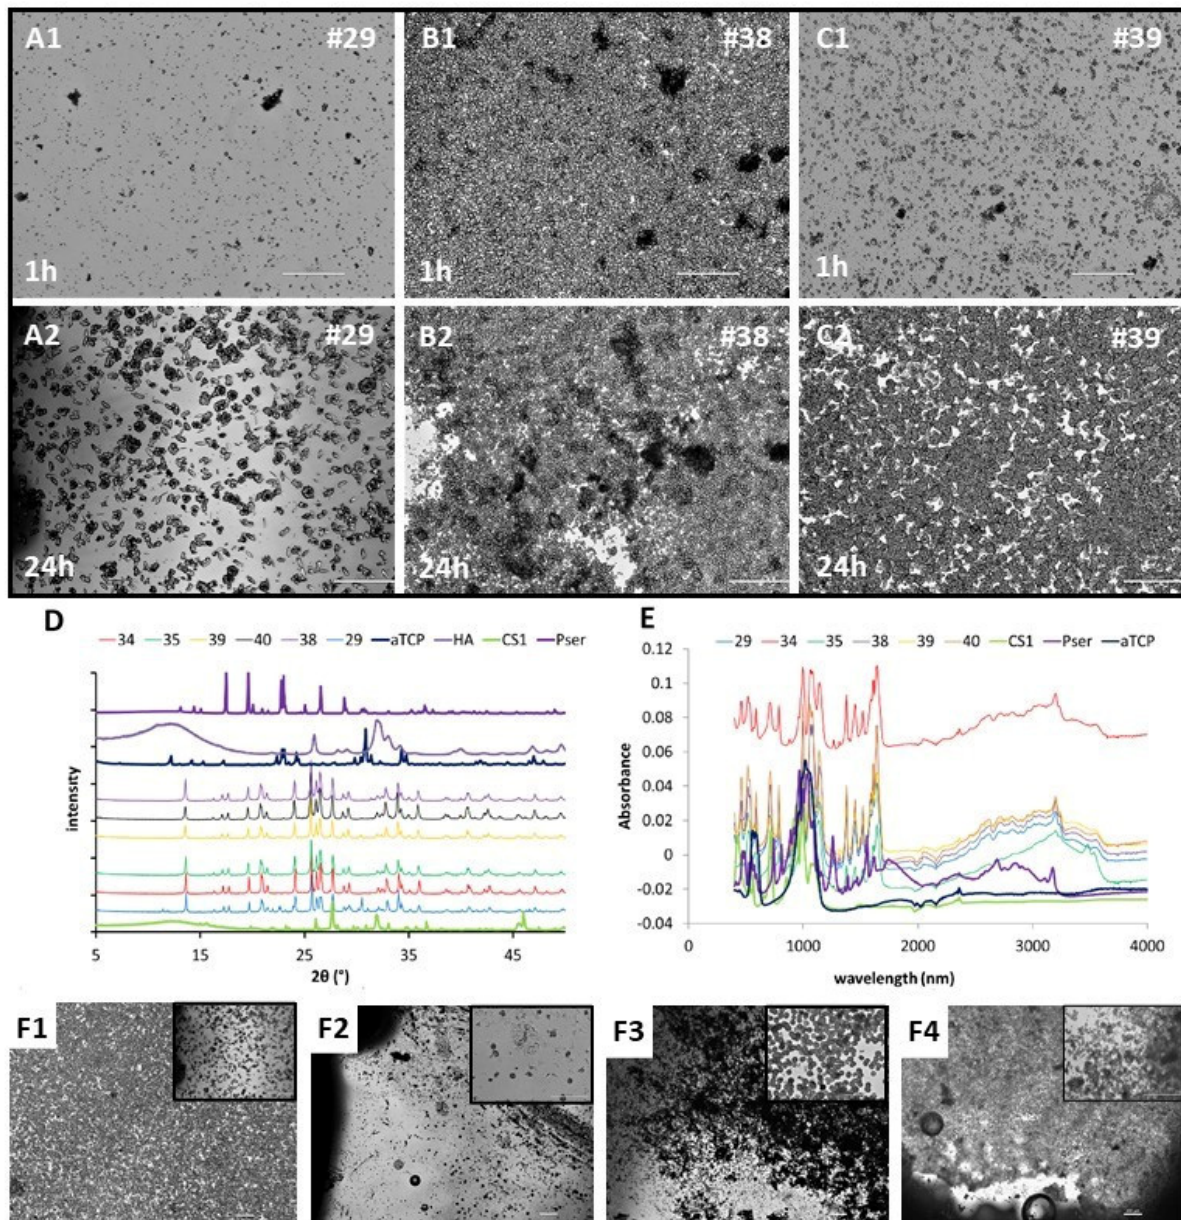 A1 #29
1h
B1 #38
1h
C1 #39
1h
A2 #29
24h
B2 #38
24h
C2 #39
24h
D
34 35 39 40 38 29 aTCP HA CS1 Pser
intensity
5 15 25 35 45
2θ (°)
E
29 34 35 38 39 40 CS1 Pser aTCP
0.12
0.1
0.08
0.06
0.04
0.02
0
-0.02
-0.04
Absorbance
0 1000 2000 3000 4000
wavelength (nm)
F1
F2
F3
F4